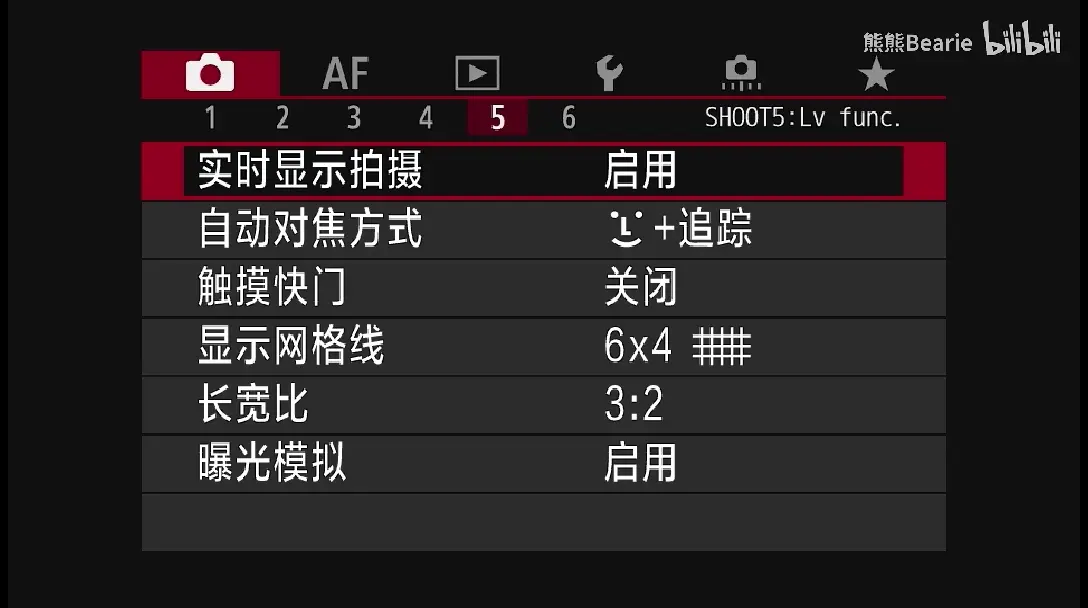 熊熊Bearie bilibili
AF
1 2 3 4 5 6 SHOOT5:Lv func.
实时显示拍摄 启用
自动对焦方式 +追踪
触摸快门 关闭
显示网格线 6x4
长宽比 3:2
曝光模拟 启用